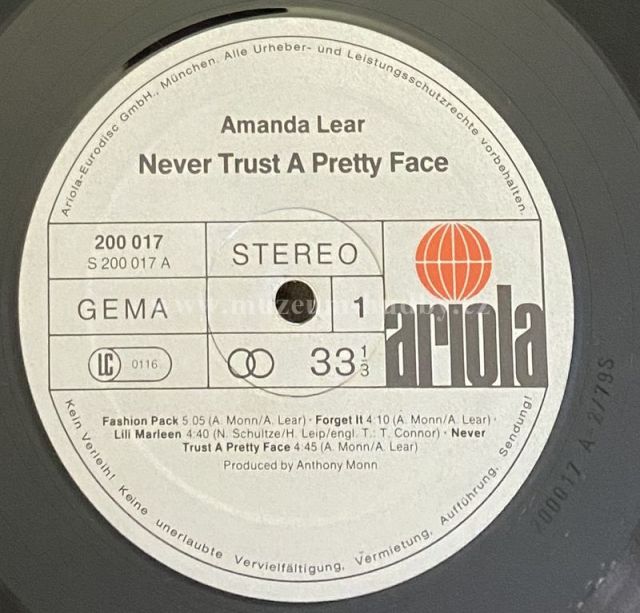 Ariola-Eurodisc GmbH., München. Alle Urheber- und Leistungsschutzrechte vorbehalten.
Amanda Lear
Never Trust A Pretty Face
200 017
S 200 017 A
STEREO
GEMA
1
ariola
LC 0116
33 1/3
www.muzeumhudby.cz
Fashion Pack 5:05 (A. Monn/A. Lear) · Forget It 4:10 (A. Monn/A. Lear) ·
Lili Marleen 4:40 (N. Schultze/H. Leip/engl. T.: T. Connor) · Never
Trust A Pretty Face 4:45 (A. Monn/A. Lear)
Produced by Anthony Monn
Kein Verleih! Keine unerlaubte Vervielfältigung, Vermietung, Aufführung, Sendung!
200017 A-2/79S